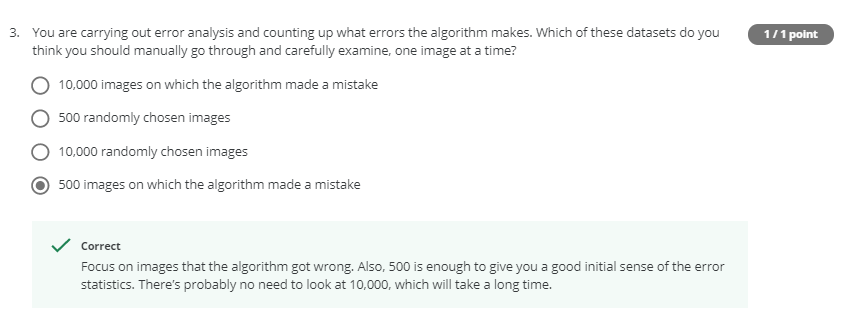 3. You are carrying out error analysis and counting up what errors the algorithm makes. Which of these datasets do you
think you should manually go through and carefully examine, one image at a time?
1 / 1 point
10,000 images on which the algorithm made a mistake
500 randomly chosen images
10,000 randomly chosen images
500 images on which the algorithm made a mistake
Correct
Focus on images that the algorithm got wrong. Also, 500 is enough to give you a good initial sense of the error
statistics. There's probably no need to look at 10,000, which will take a long time.